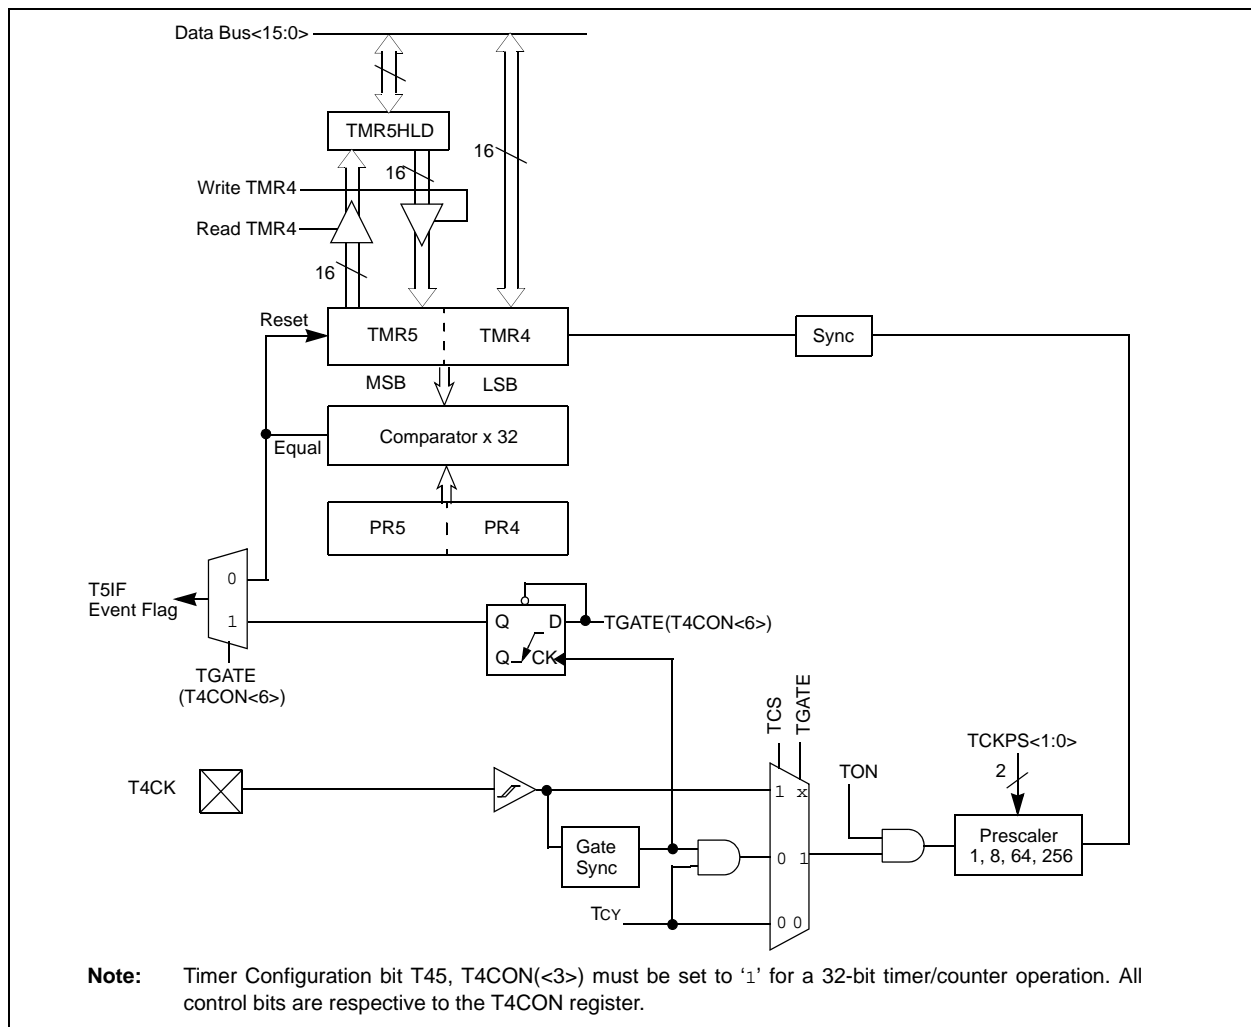 Data Bus<15:0>
TMR5HLD
16
16
Write TMR4
Read TMR4
16
Reset
TMR5
TMR4
Sync
MSB
LSB
Equal
Comparator x 32
PR5
PR4
0
T5IF
Event Flag
1
Q
D
TGATE(T4CON<6>)
Q
CK
TGATE
(T4CON<6>)
TCS
TGATE
TCKPS<1:0>
2
T4CK
TON
1 x
Prescaler
1, 8, 64, 256
Gate
Sync
0 1
TCY
0 0
Note: Timer Configuration bit T45, T4CON(<3>) must be set to ‘1’ for a 32-bit timer/counter operation. All
control bits are respective to the T4CON register.